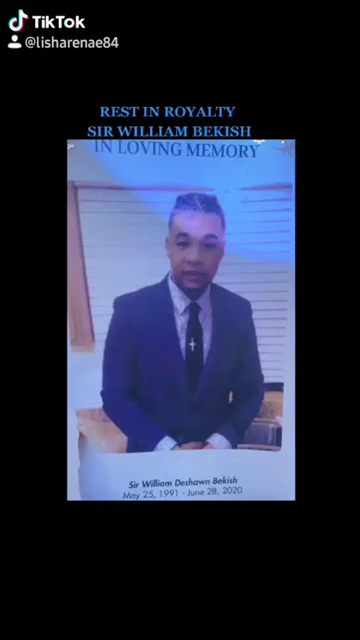 TikTok
@lisharenae84
REST IN ROYALTY
SIR WILLIAM BEKISH
IN LOVING MEMORY
Sir William Deshawn Bekish
May 25, 1991 - June 28, 2020